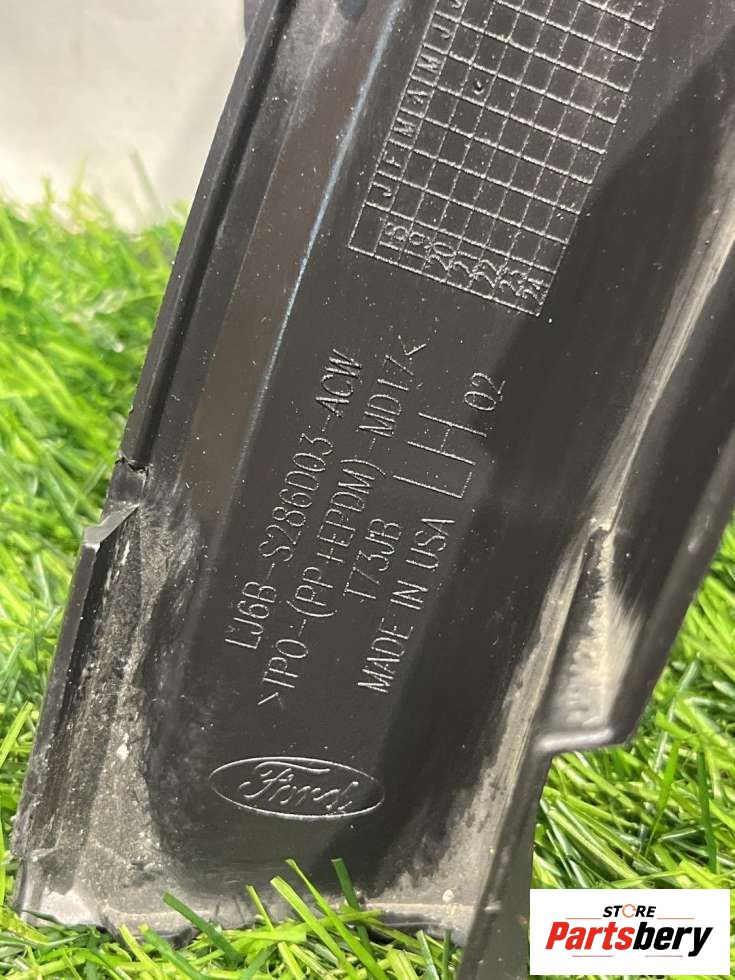 J F M A M J J
18
19
20
21
22
23
24
LJ6B-S286D03-ACW
>TPO-(PP+EPDM)-MD17<
T73JB
MADE IN USA
LH
02
Ford
STORE
Partsbery